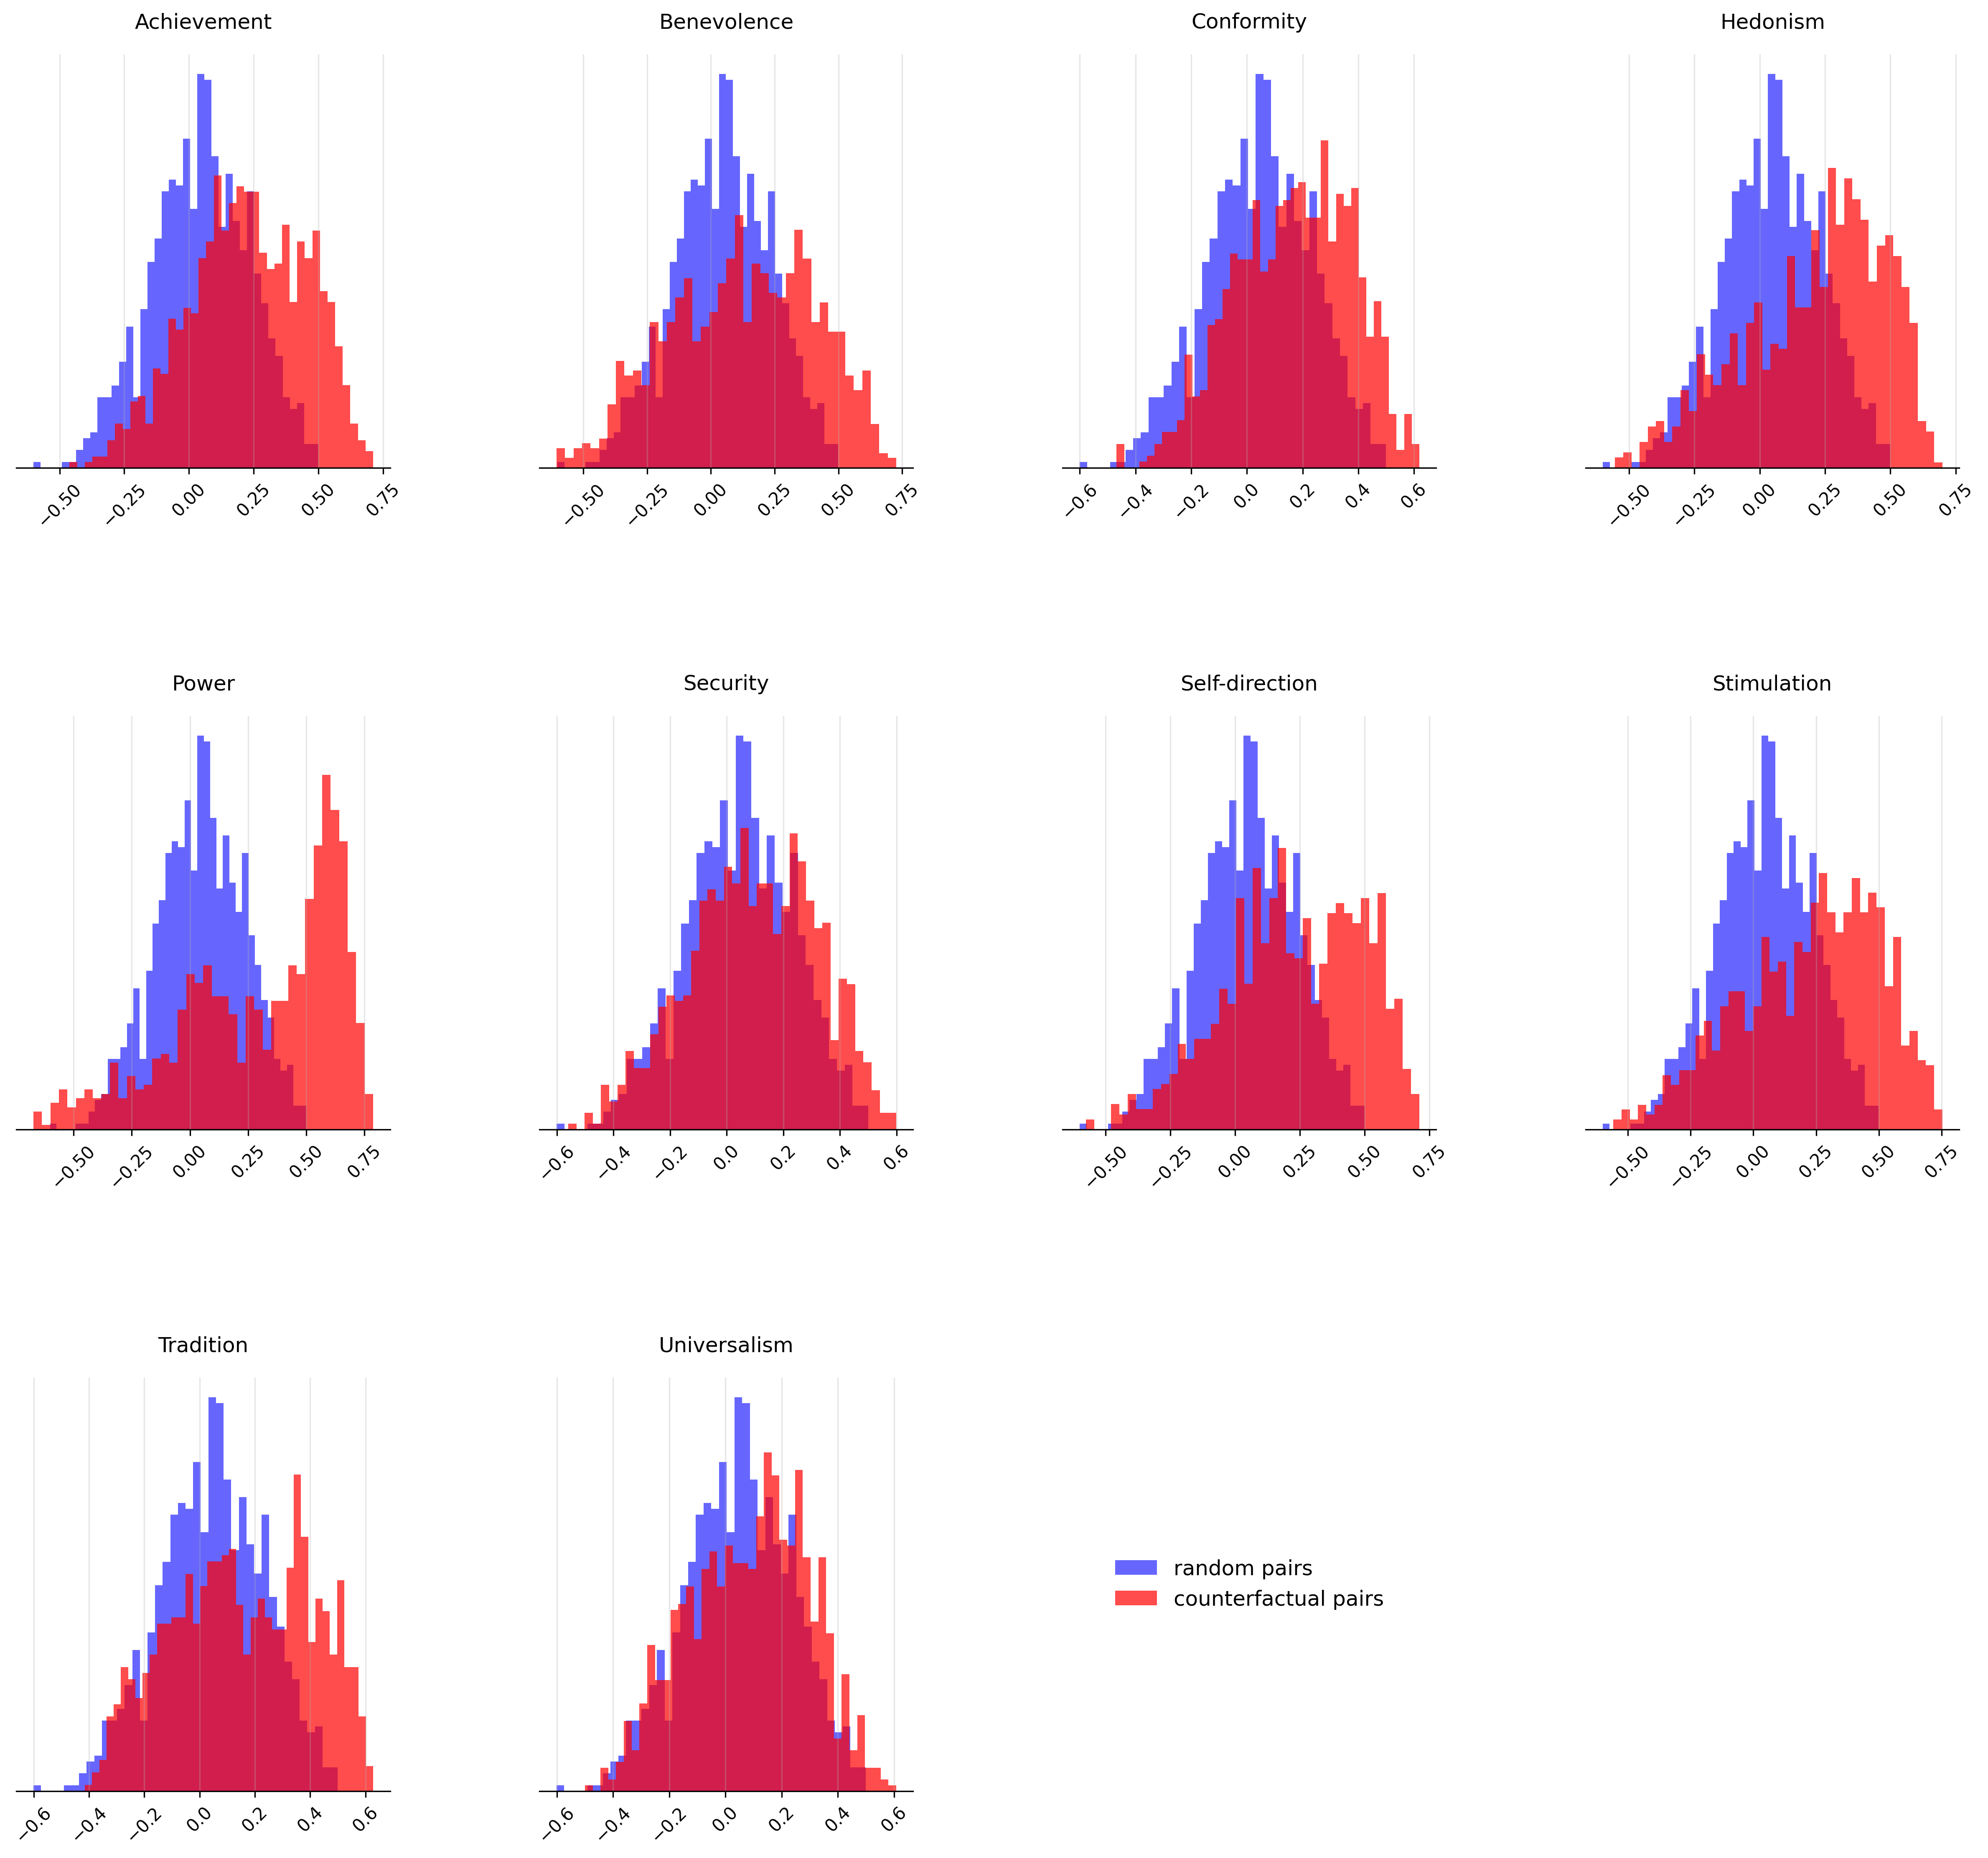 Achievement Benevolence Conformity Hedonism
−0.50 −0.25 0.00 0.25 0.50 0.75 −0.50 −0.25 0.00 0.25 0.50 0.75 −0.6 −0.4 −0.2 0.0 0.2 0.4 0.6 −0.50 −0.25 0.00 0.25 0.50 0.75
Power Security Self-direction Stimulation
−0.50 −0.25 0.00 0.25 0.50 0.75 −0.6 −0.4 −0.2 0.0 0.2 0.4 0.6 −0.50 −0.25 0.00 0.25 0.50 0.75 −0.50 −0.25 0.00 0.25 0.50 0.75
Tradition Universalism
random pairs
counterfactual pairs
−0.6 −0.4 −0.2 0.0 0.2 0.4 0.6 −0.6 −0.4 −0.2 0.0 0.2 0.4 0.6